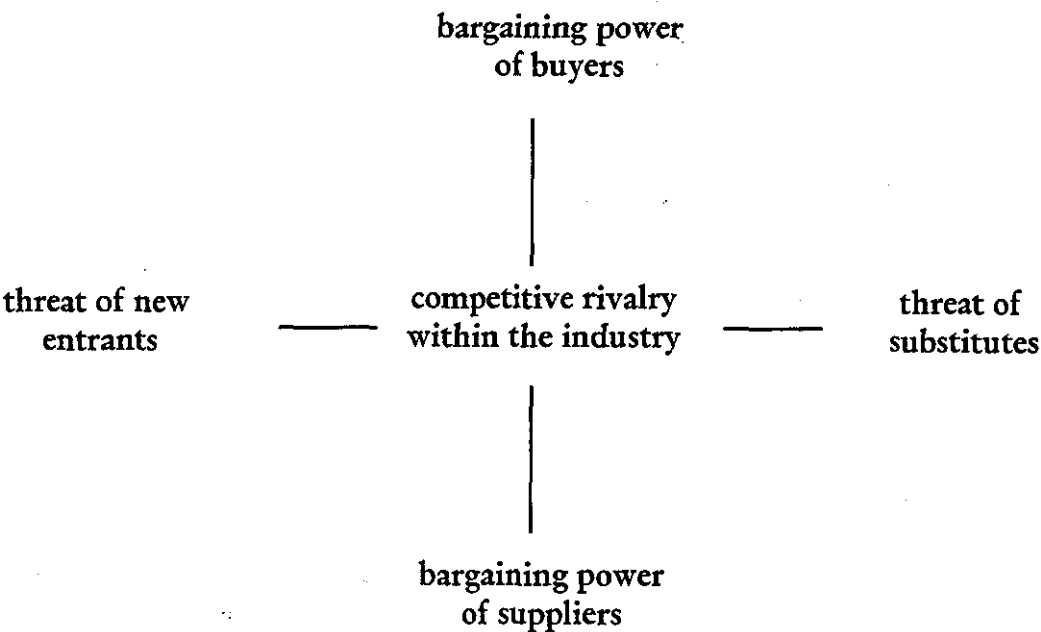 bargaining power
of buyers
threat of new
entrants
competitive rivalry
within the industry
threat of
substitutes
bargaining power
of suppliers